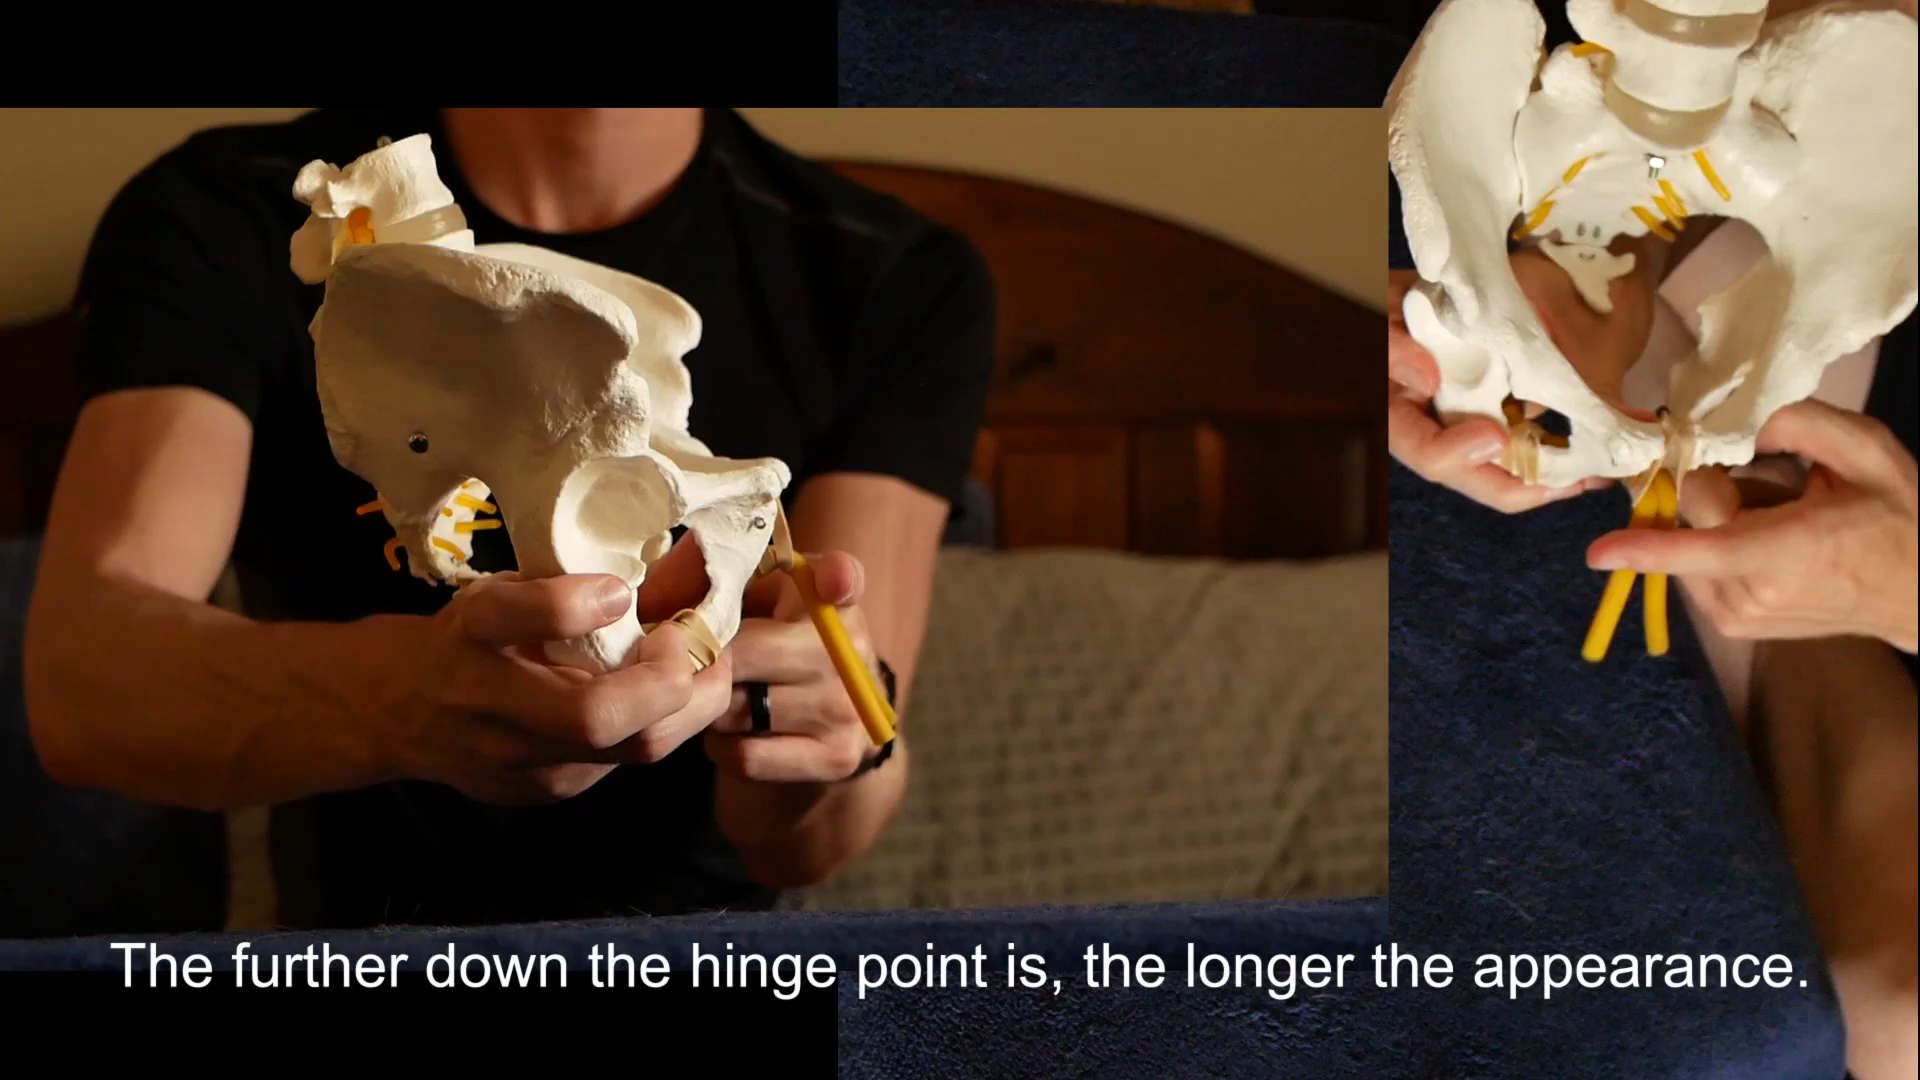 The further down the hinge point is, the longer the appearance.